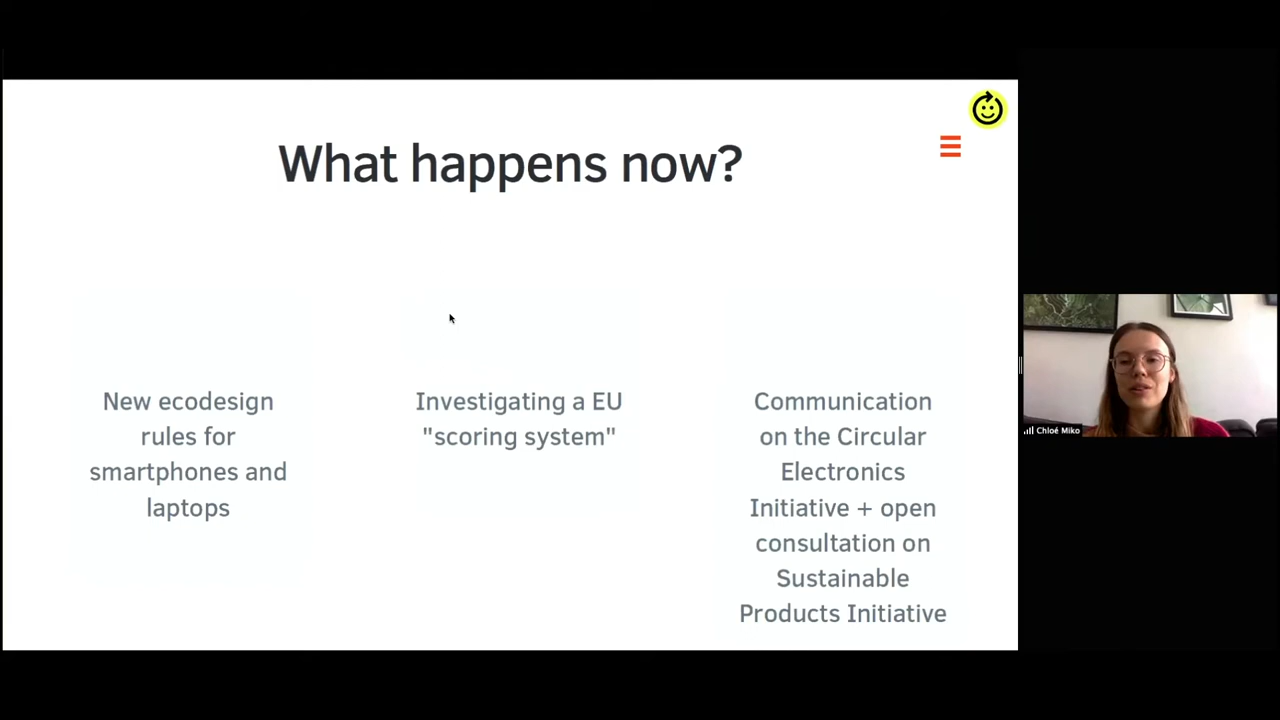 What happens now?
New ecodesign
rules for
smartphones and
laptops
Investigating a EU
"scoring system"
Communication
on the Circular
Electronics
Initiative + open
consultation on
Sustainable
Products Initiative
Chloé Miko